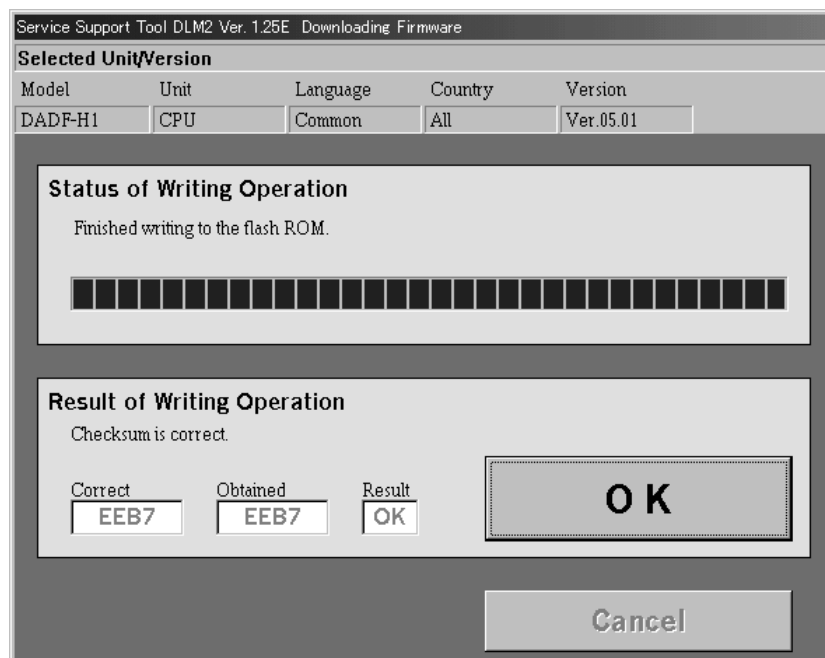 Service Support Tool DLM2 Ver. 1.25E Downloading Firmware
Selected Unit/Version
Model Unit Language Country Version
DADF-H1 CPU Common All Ver.05.01
Status of Writing Operation
Finished writing to the flash ROM.
Result of Writing Operation
Checksum is correct.
Correct Obtained Result
EEB7 EEB7 OK
OK
Cancel